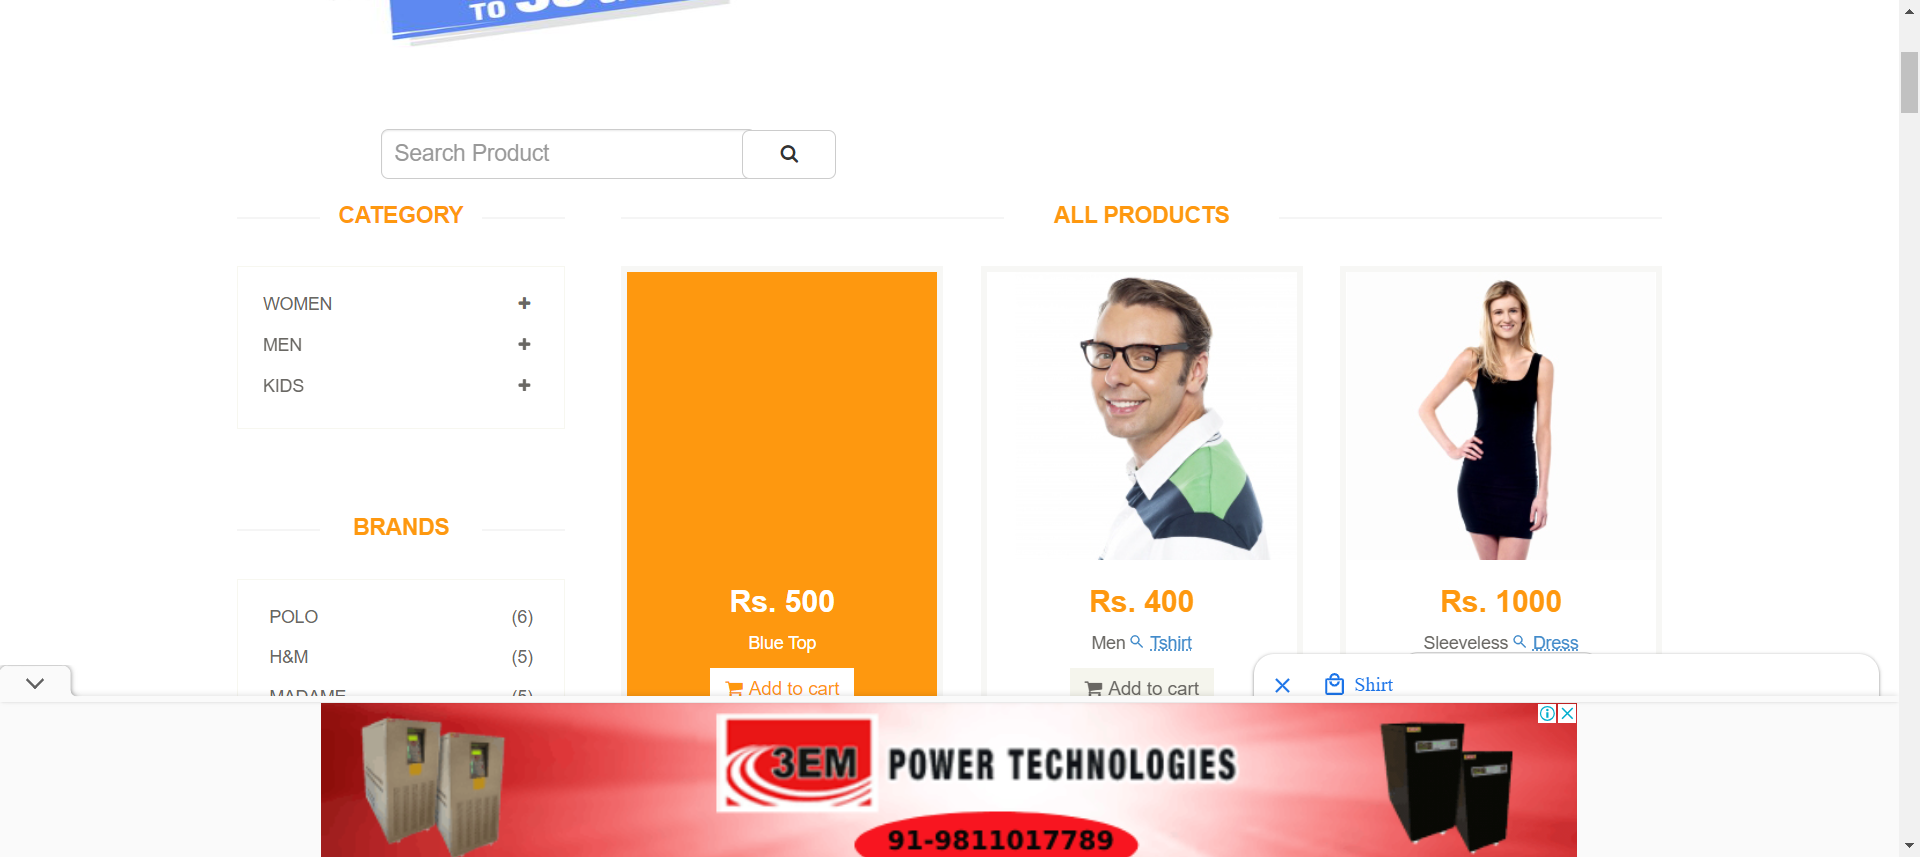 TO
Search Product
CATEGORY
ALL PRODUCTS
WOMEN
MEN
KIDS
BRANDS
POLO (6)
H&M (5)
MADAME (5)
Rs. 500
Blue Top
Add to cart
Rs. 400
Men Tshirt
Add to cart
Rs. 1000
Sleeveless Dress
Shirt
3EM POWER TECHNOLOGIES
91-9811017789